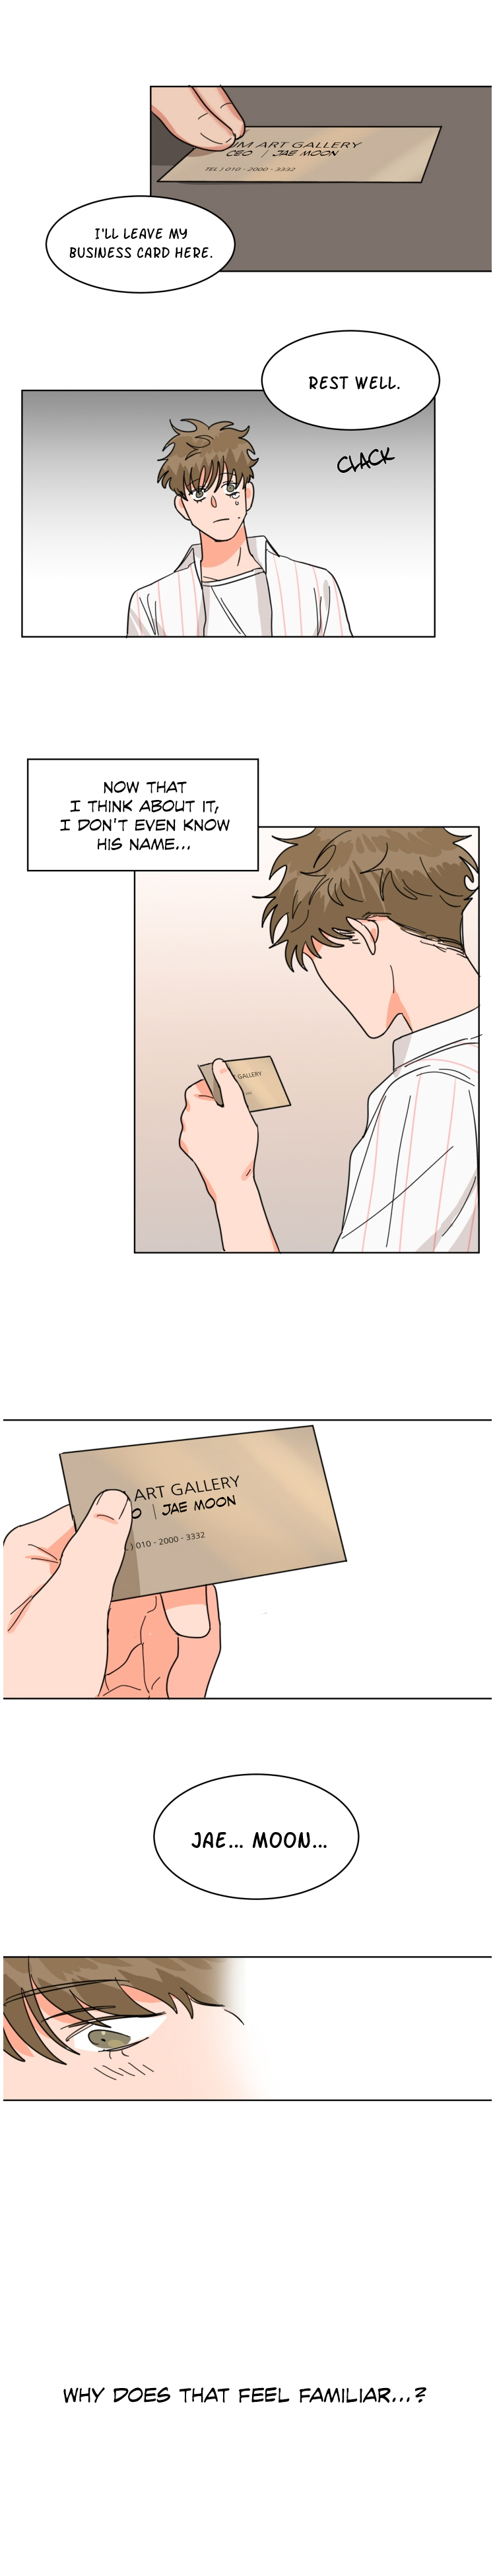 ART GALLERY
CEO | JAE MOON
TEL ) 010 - 2000 - 3332
I'LL LEAVE MY
BUSINESS CARD HERE.
REST WELL.
CLACK
NOW THAT
I THINK ABOUT IT,
I DON'T EVEN KNOW
HIS NAME...
GALLERY
ART GALLERY
O | JAE MOON
) 010 - 2000 - 3332
JAE... MOON...
WHY DOES THAT FEEL FAMILIAR...?